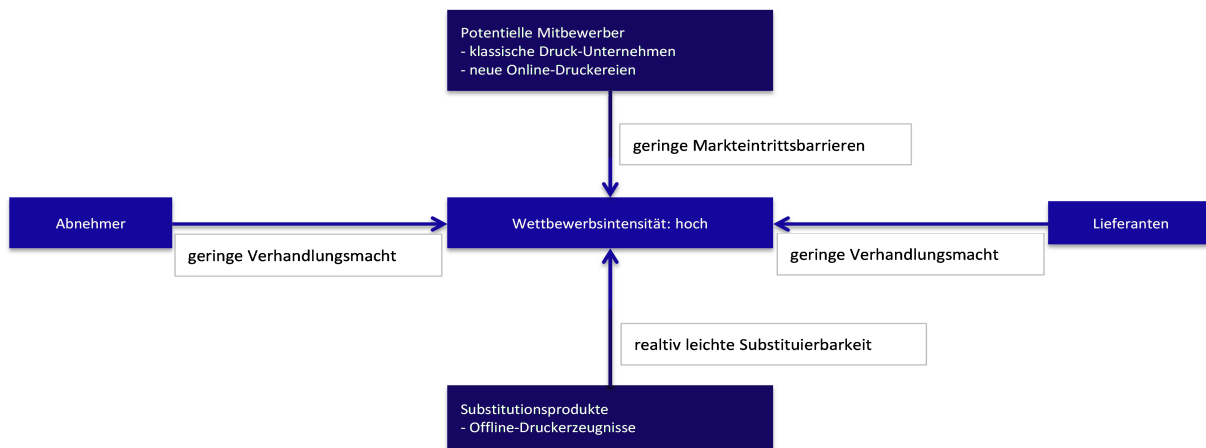 Potentielle Mitbewerber
- klassische Druck-Unternehmen
- neue Online-Druckereien
geringe Markteintrittsbarrieren
Abnehmer
Wettbewerbsintensität: hoch
Lieferanten
geringe Verhandlungsmacht
geringe Verhandlungsmacht
realtiv leichte Substituierbarkeit
Substitutionsprodukte
- Offline-Druckerzeugnisse